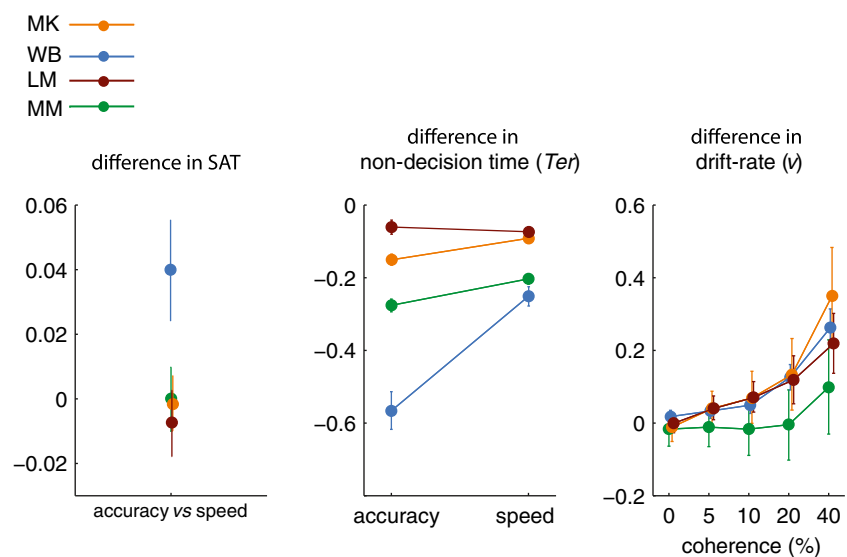 MK
WB
LM
MM
difference in SAT
0.06
0.04
0.02
0
−0.02
accuracy vs speed
difference in
non-decision time (Ter)
0
−0.2
−0.4
−0.6
accuracy speed
difference in
drift-rate (v)
0.6
0.4
0.2
0
−0.2
0 5 10 20 40
coherence (%)